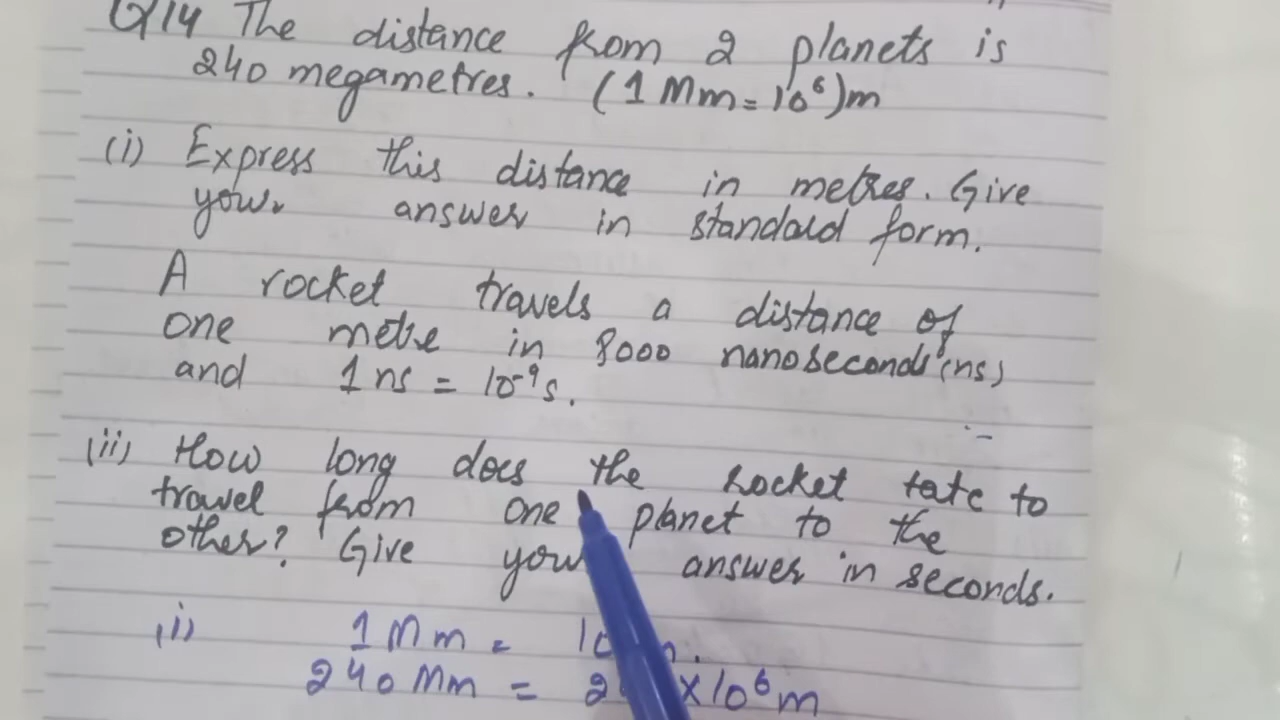 Q14 The distance from 2 planets is
240 megametres. (1 Mm = 10⁶)m
(i) Express this distance in metres. Give
your answer in standard form.
A rocket travels a distance of
one metre in 8000 nanoseconds (ns)
and 1 ns = 10⁻⁹s.
(ii) How long does the rocket take to
travel from one planet to the
other? Give your answer in seconds.
(i) 1 Mm =
240 Mm = × 10⁶ m